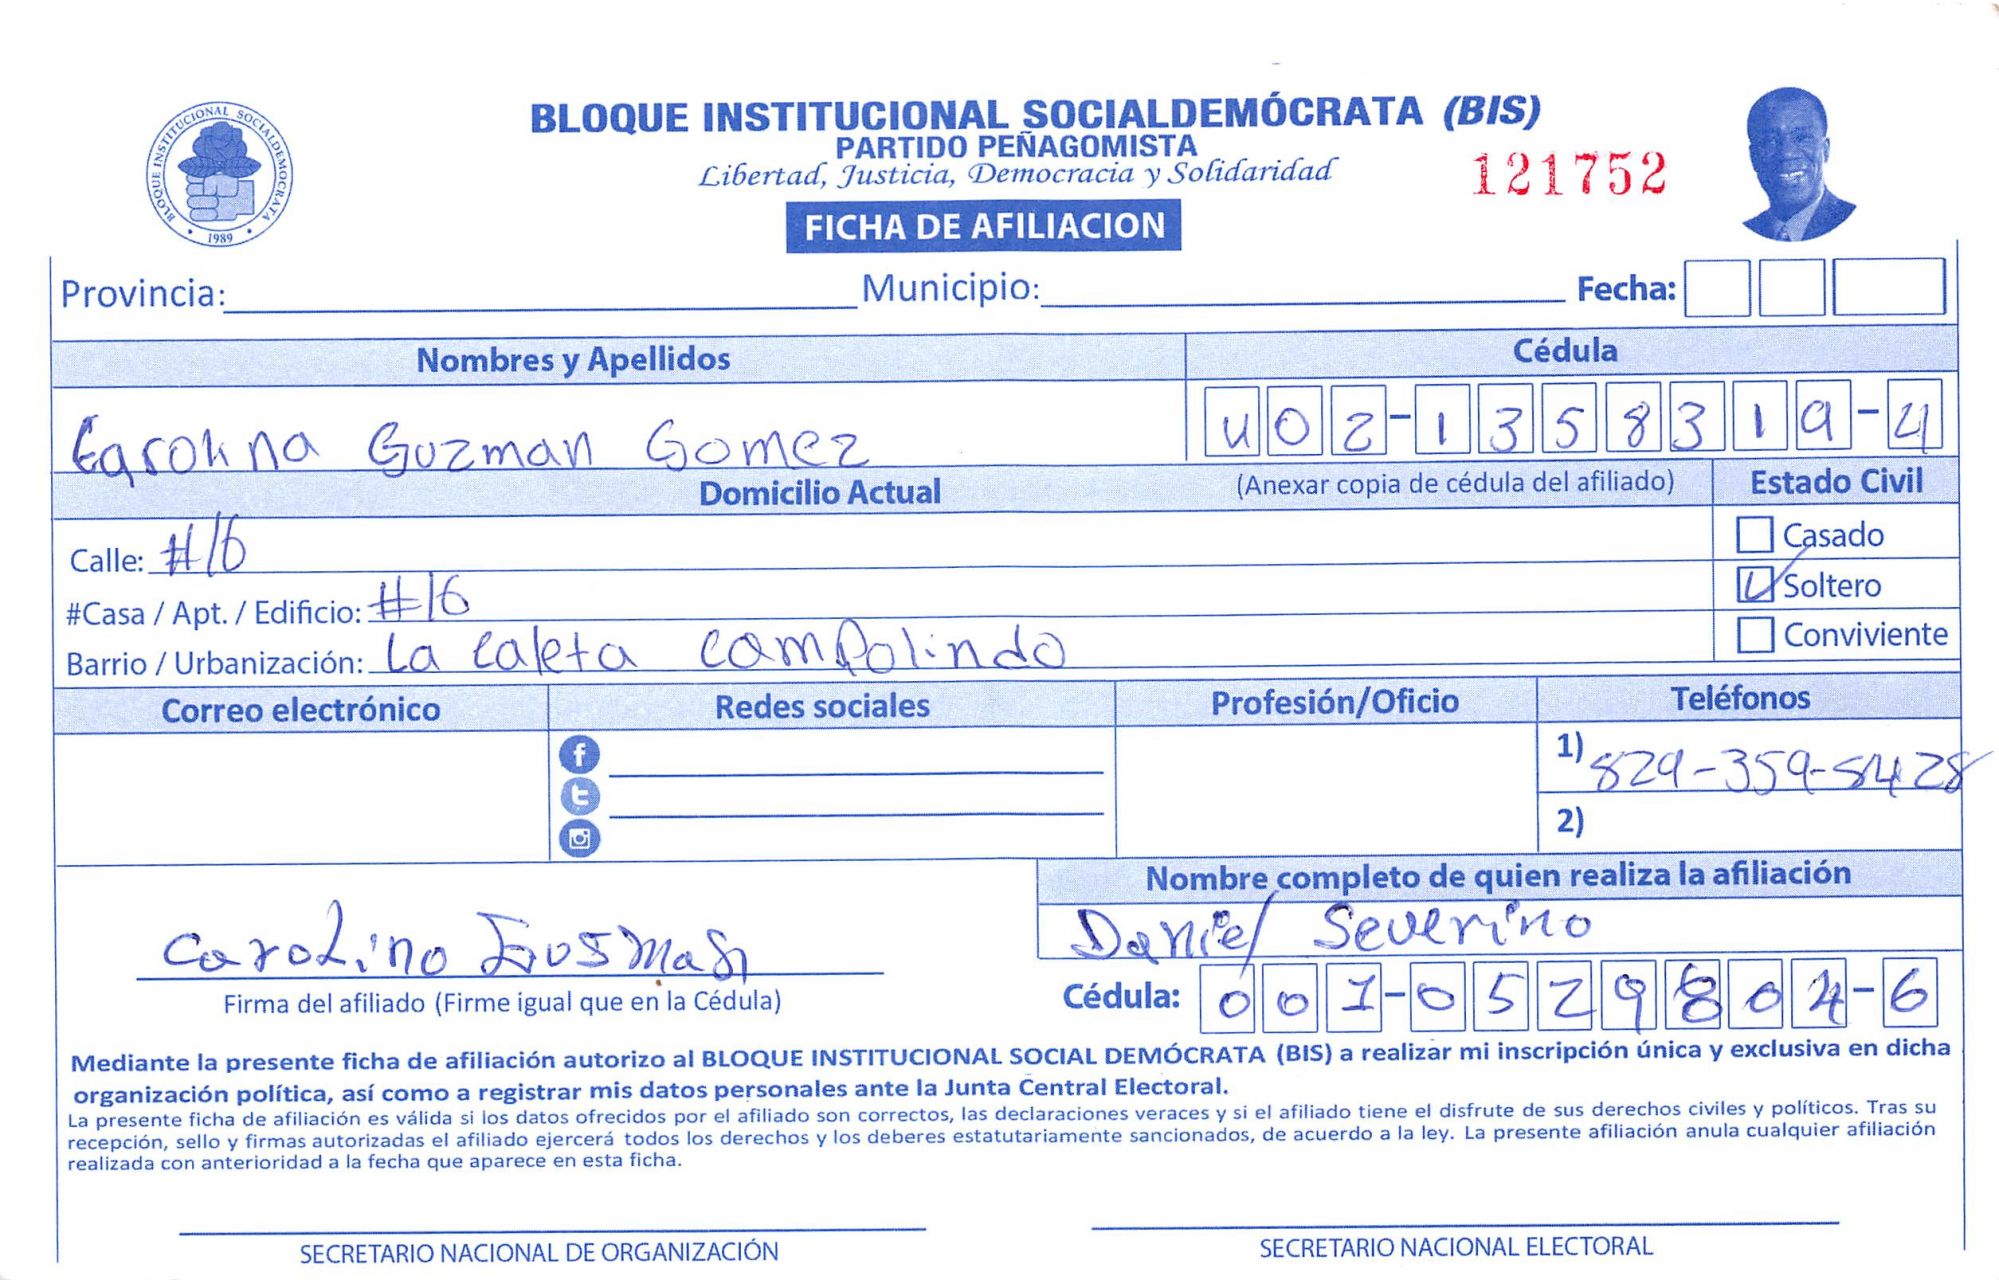 BLOQUE INSTITUCIONAL SOCIALDEMÓCRATA
1989
BLOQUE INSTITUCIONAL SOCIALDEMÓCRATA (BIS)
PARTIDO PEÑAGOMISTA
Libertad, Justicia, Democracia y Solidaridad
121752
FICHA DE AFILIACION
Provincia: Municipio: Fecha:
Nombres y Apellidos Cédula
Carolina Guzman Gomez 402-1358319-4
Domicilio Actual (Anexar copia de cédula del afiliado) Estado Civil
Calle: #16 Casado
#Casa / Apt. / Edificio: #16 Soltero
Barrio / Urbanización: La Caleta Campolindo Conviviente
Correo electrónico Redes sociales Profesión/Oficio Teléfonos
1) 829-359-5428
2)
Nombre completo de quien realiza la afiliación
Daniel Severino
Carolino Gusman
Firma del afiliado (Firme igual que en la Cédula) Cédula: 001-0529804-6
Mediante la presente ficha de afiliación autorizo al BLOQUE INSTITUCIONAL SOCIAL DEMÓCRATA (BIS) a realizar mi inscripción única y exclusiva en dicha
organización política, así como a registrar mis datos personales ante la Junta Central Electoral.
La presente ficha de afiliación es válida si los datos ofrecidos por el afiliado son correctos, las declaraciones veraces y si el afiliado tiene el disfrute de sus derechos civiles y políticos. Tras su
recepción, sello y firmas autorizadas el afiliado ejercerá todos los derechos y los deberes estatutariamente sancionados, de acuerdo a la ley. La presente afiliación anula cualquier afiliación
realizada con anterioridad a la fecha que aparece en esta ficha.
SECRETARIO NACIONAL DE ORGANIZACIÓN SECRETARIO NACIONAL ELECTORAL